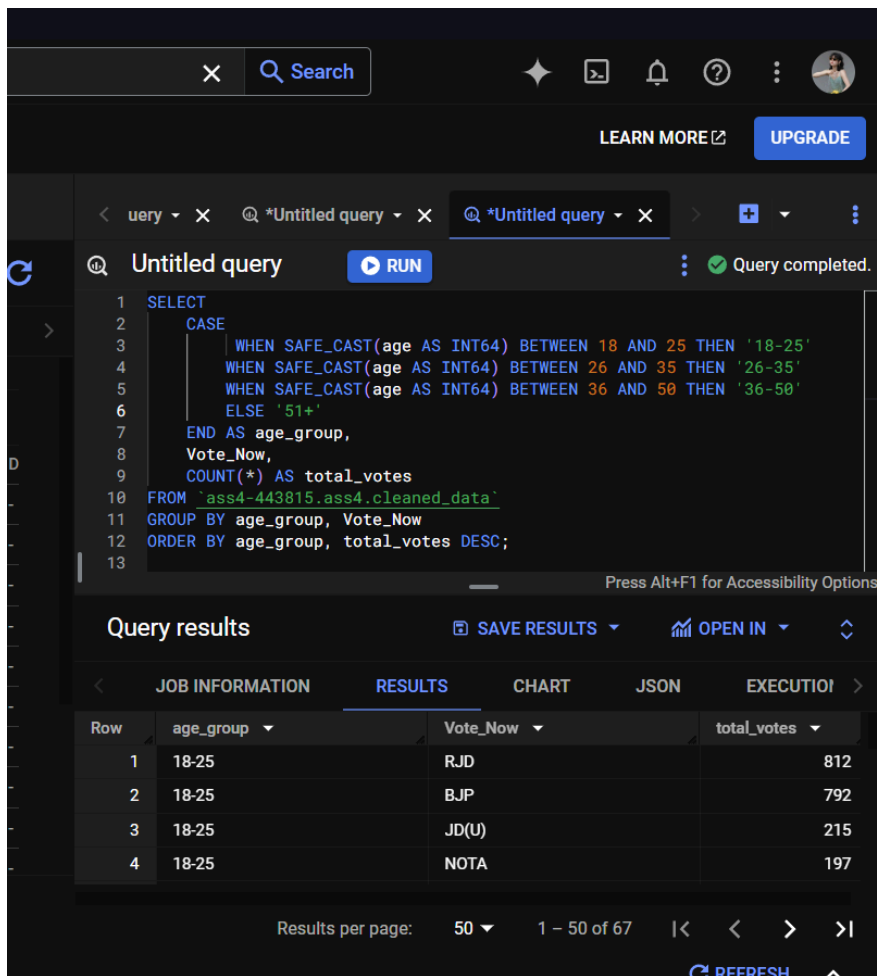 Search
LEARN MORE
UPGRADE
uery
*Untitled query
*Untitled query
Untitled query
RUN
Query completed.
1 SELECT
2 CASE
3 WHEN SAFE_CAST(age AS INT64) BETWEEN 18 AND 25 THEN '18-25'
4 WHEN SAFE_CAST(age AS INT64) BETWEEN 26 AND 35 THEN '26-35'
5 WHEN SAFE_CAST(age AS INT64) BETWEEN 36 AND 50 THEN '36-50'
6 ELSE '51+'
7 END AS age_group,
8 Vote_Now,
9 COUNT(*) AS total_votes
10 FROM `ass4-443815.ass4.cleaned_data`
11 GROUP BY age_group, Vote_Now
12 ORDER BY age_group, total_votes DESC;
13
D
Press Alt+F1 for Accessibility Options
Query results
SAVE RESULTS
OPEN IN
JOB INFORMATION RESULTS CHART JSON EXECUTION
Row age_group Vote_Now total_votes
1 18-25 RJD 812
2 18-25 BJP 792
3 18-25 JD(U) 215
4 18-25 NOTA 197
Results per page: 50 1 – 50 of 67
REFRESH